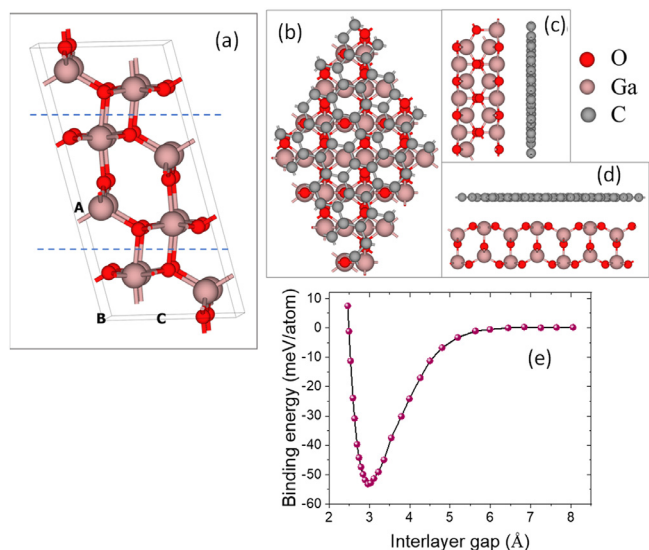 (a)
A
B
C
(b)
(c)
O
Ga
C
(d)
(e)
Binding energy (meV/atom)
10
0
-10
-20
-30
-40
-50
-60
2 3 4 5 6 7 8
Interlayer gap (Å)